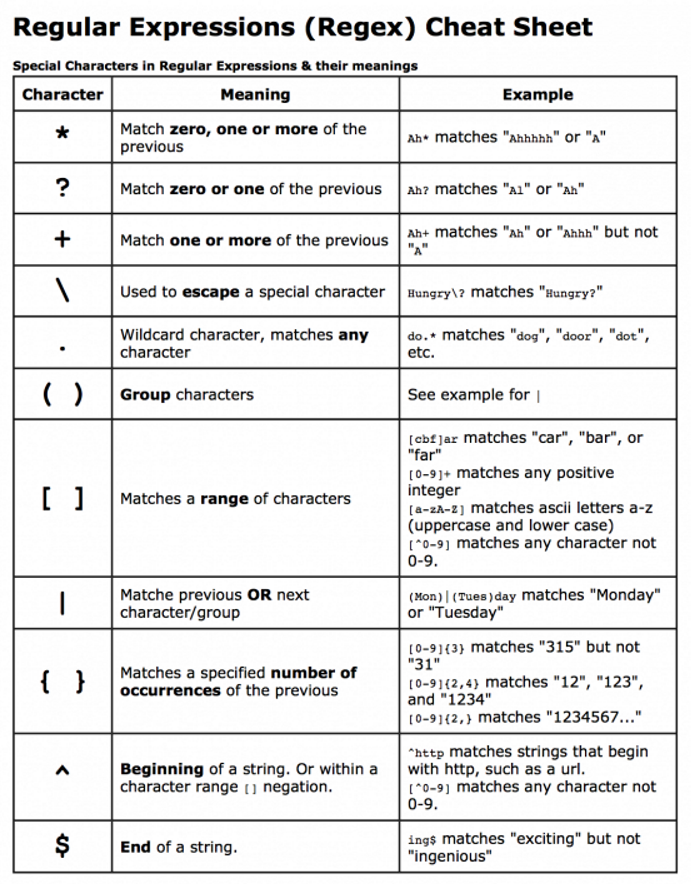 Regular Expressions (Regex) Cheat Sheet
Special Characters in Regular Expressions & their meanings
Character Meaning Example
* Match zero, one or more of the
previous
Ah* matches "Ahhhhh" or "A"
? Match zero or one of the previous Ah? matches "Al" or "Ah"
+ Match one or more of the previous Ah+ matches "Ah" or "Ahhh" but not
"A"
\ Used to escape a special character Hungry\? matches "Hungry?"
. Wildcard character, matches any
character
do.* matches "dog", "door", "dot",
etc.
( ) Group characters See example for |
[ ] Matches a range of characters
[cbf]ar matches "car", "bar", or
"far"
[0-9]+ matches any positive
integer
[a-zA-Z] matches ascii letters a-z
(uppercase and lower case)
[^0-9] matches any character not
0-9.
| Matche previous OR next
character/group
(Mon)|(Tues)day matches "Monday"
or "Tuesday"
{ } Matches a specified number of
occurrences of the previous
[0-9]{3} matches "315" but not
"31"
[0-9]{2,4} matches "12", "123",
and "1234"
[0-9]{2,} matches "1234567..."
^ Beginning of a string. Or within a
character range [] negation.
^http matches strings that begin
with http, such as a url.
[^0-9] matches any character not
0-9.
$ End of a string. ing$ matches "exciting" but not
"ingenious"